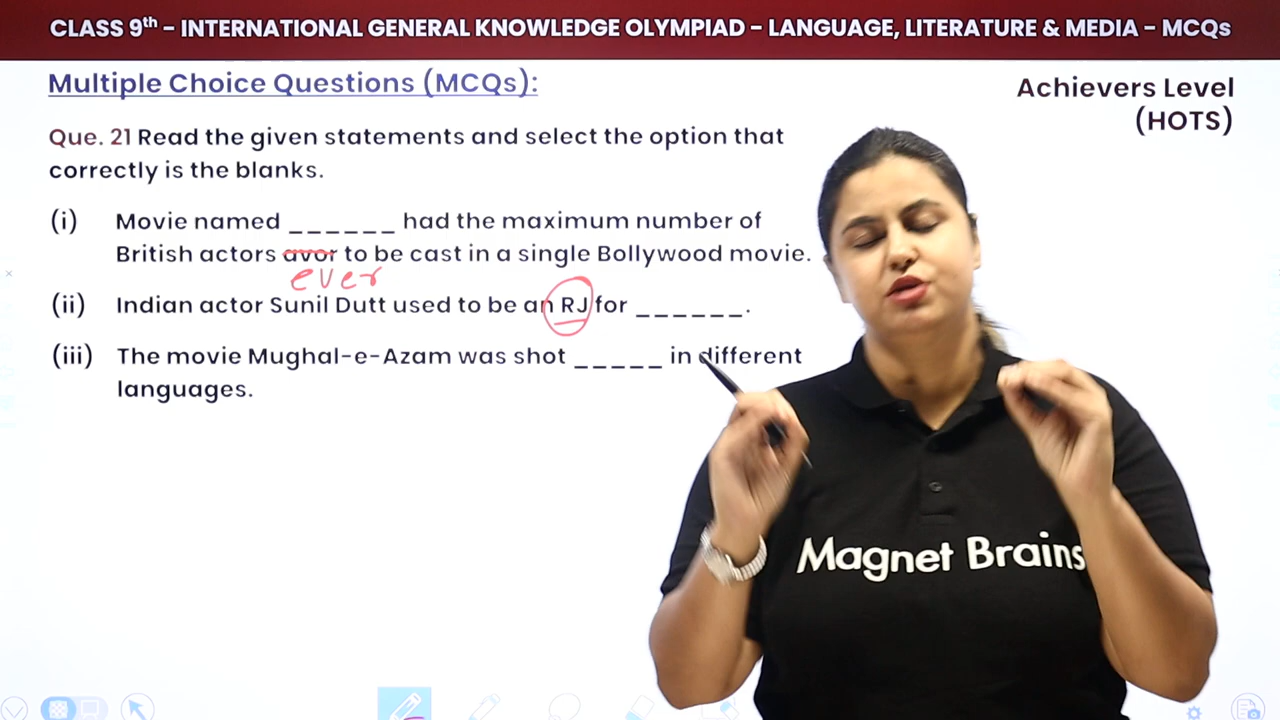 CLASS 9th - INTERNATIONAL GENERAL KNOWLEDGE OLYMPIAD - LANGUAGE, LITERATURE & MEDIA - MCQs
Multiple Choice Questions (MCQs):
Achievers Level
(HOTS)
Que. 21 Read the given statements and select the option that
correctly is the blanks.
(i) Movie named ______ had the maximum number of
British actors avor to be cast in a single Bollywood movie.
ever
(ii) Indian actor Sunil Dutt used to be an RJ for ______.
(iii) The movie Mughal-e-Azam was shot _____ in different
languages.
Magnet Brains